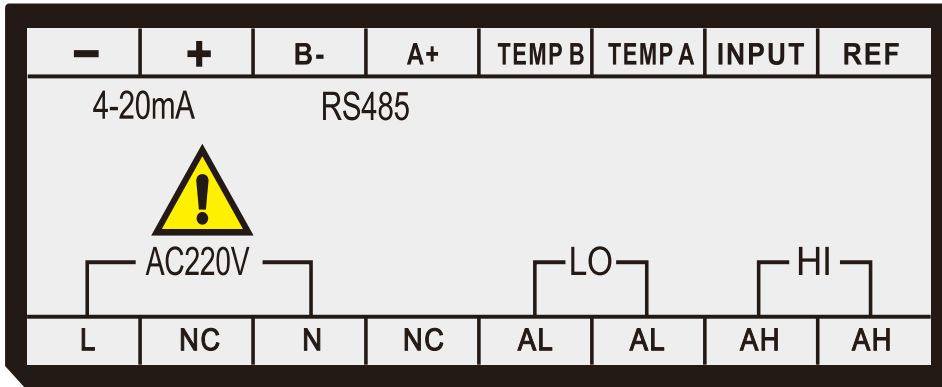 − + B- A+ TEMP B TEMP A INPUT REF
4-20mA RS485
!
AC220V LO HI
L NC N NC AL AL AH AH